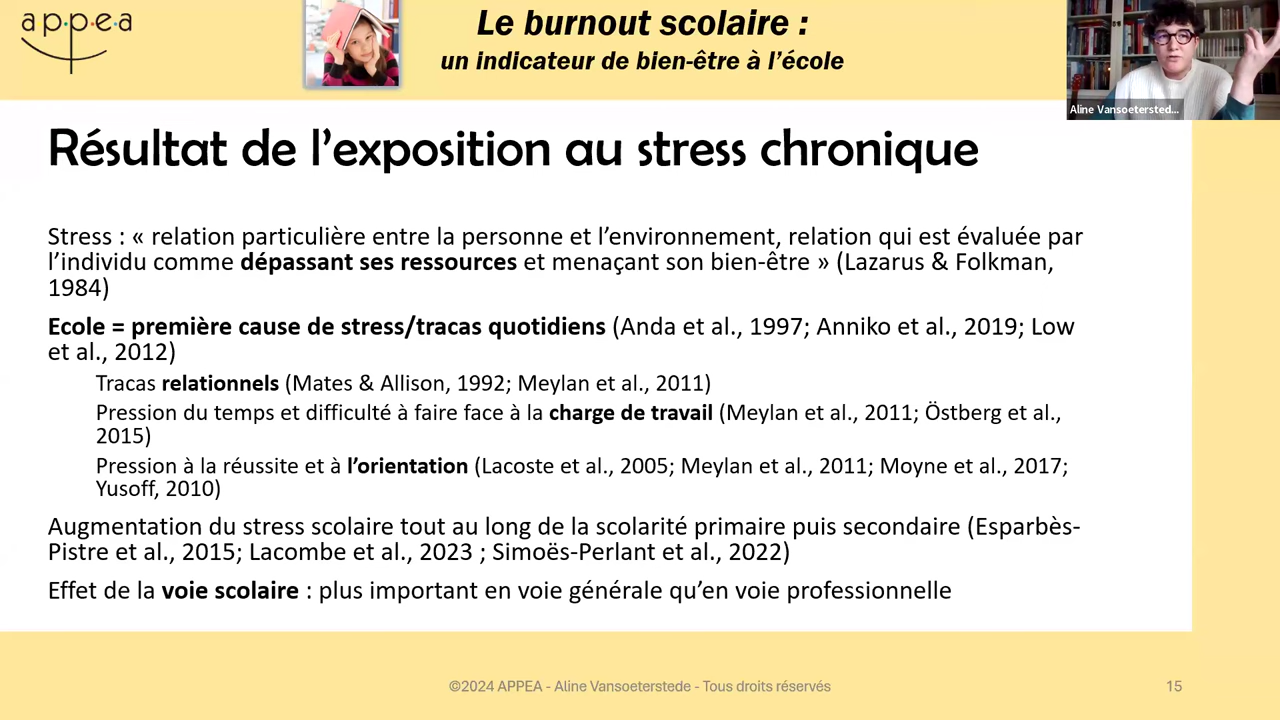 ap·p·e·a
Le burnout scolaire :
un indicateur de bien-être à l'école
Aline Vansoetersted...
Résultat de l'exposition au stress chronique
Stress : « relation particulière entre la personne et l'environnement, relation qui est évaluée par
l'individu comme dépassant ses ressources et menaçant son bien-être » (Lazarus & Folkman,
1984)
Ecole = première cause de stress/tracas quotidiens (Anda et al., 1997; Anniko et al., 2019; Low
et al., 2012)
Tracas relationnels (Mates & Allison, 1992; Meylan et al., 2011)
Pression du temps et difficulté à faire face à la charge de travail (Meylan et al., 2011; Östberg et al.,
2015)
Pression à la réussite et à l'orientation (Lacoste et al., 2005; Meylan et al., 2011; Moyne et al., 2017;
Yusoff, 2010)
Augmentation du stress scolaire tout au long de la scolarité primaire puis secondaire (Esparbès-
Pistre et al., 2015; Lacombe et al., 2023 ; Simoës-Perlant et al., 2022)
Effet de la voie scolaire : plus important en voie générale qu'en voie professionnelle
©2024 APPEA - Aline Vansoeterstede - Tous droits réservés
15